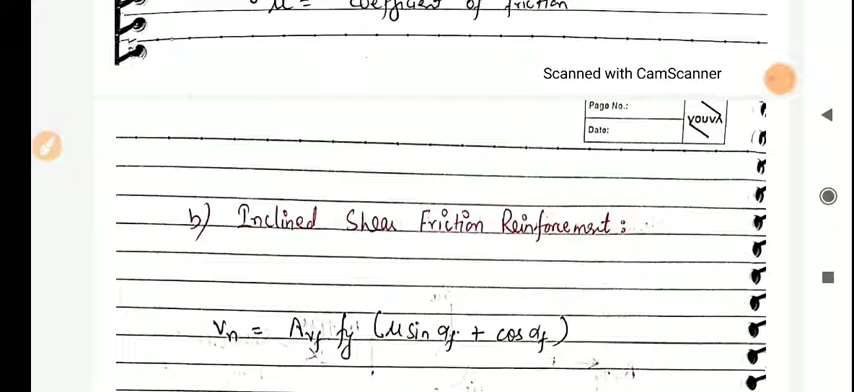 μ = coefficient of friction
Scanned with CamScanner
Page No.:
Date:
YOUVA
b) Inclined Shear Friction Reinforcement :
Vn = Avf fy (μ sin αf + cos αf)